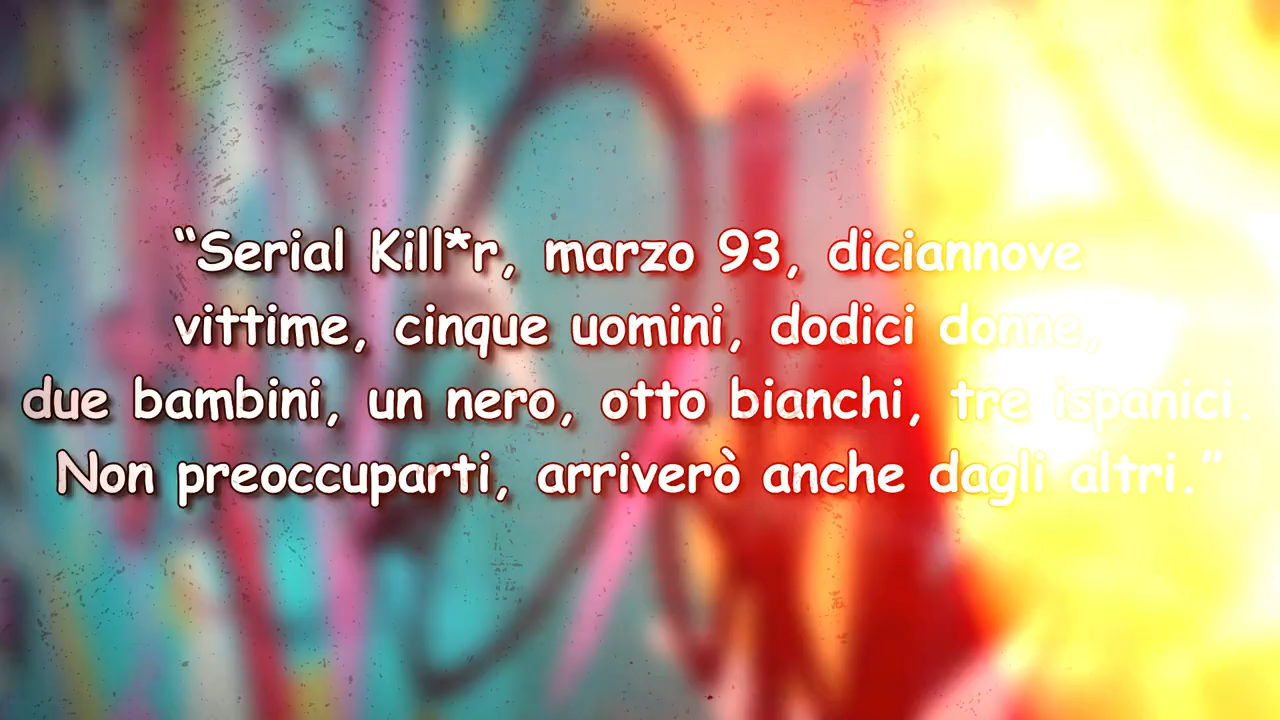 “Serial Kill*r, marzo 93, diciannove
vittime, cinque uomini, dodici donne,
due bambini, un nero, otto bianchi, tre ispanici.
Non preoccuparti, arriverò anche dagli altri.”